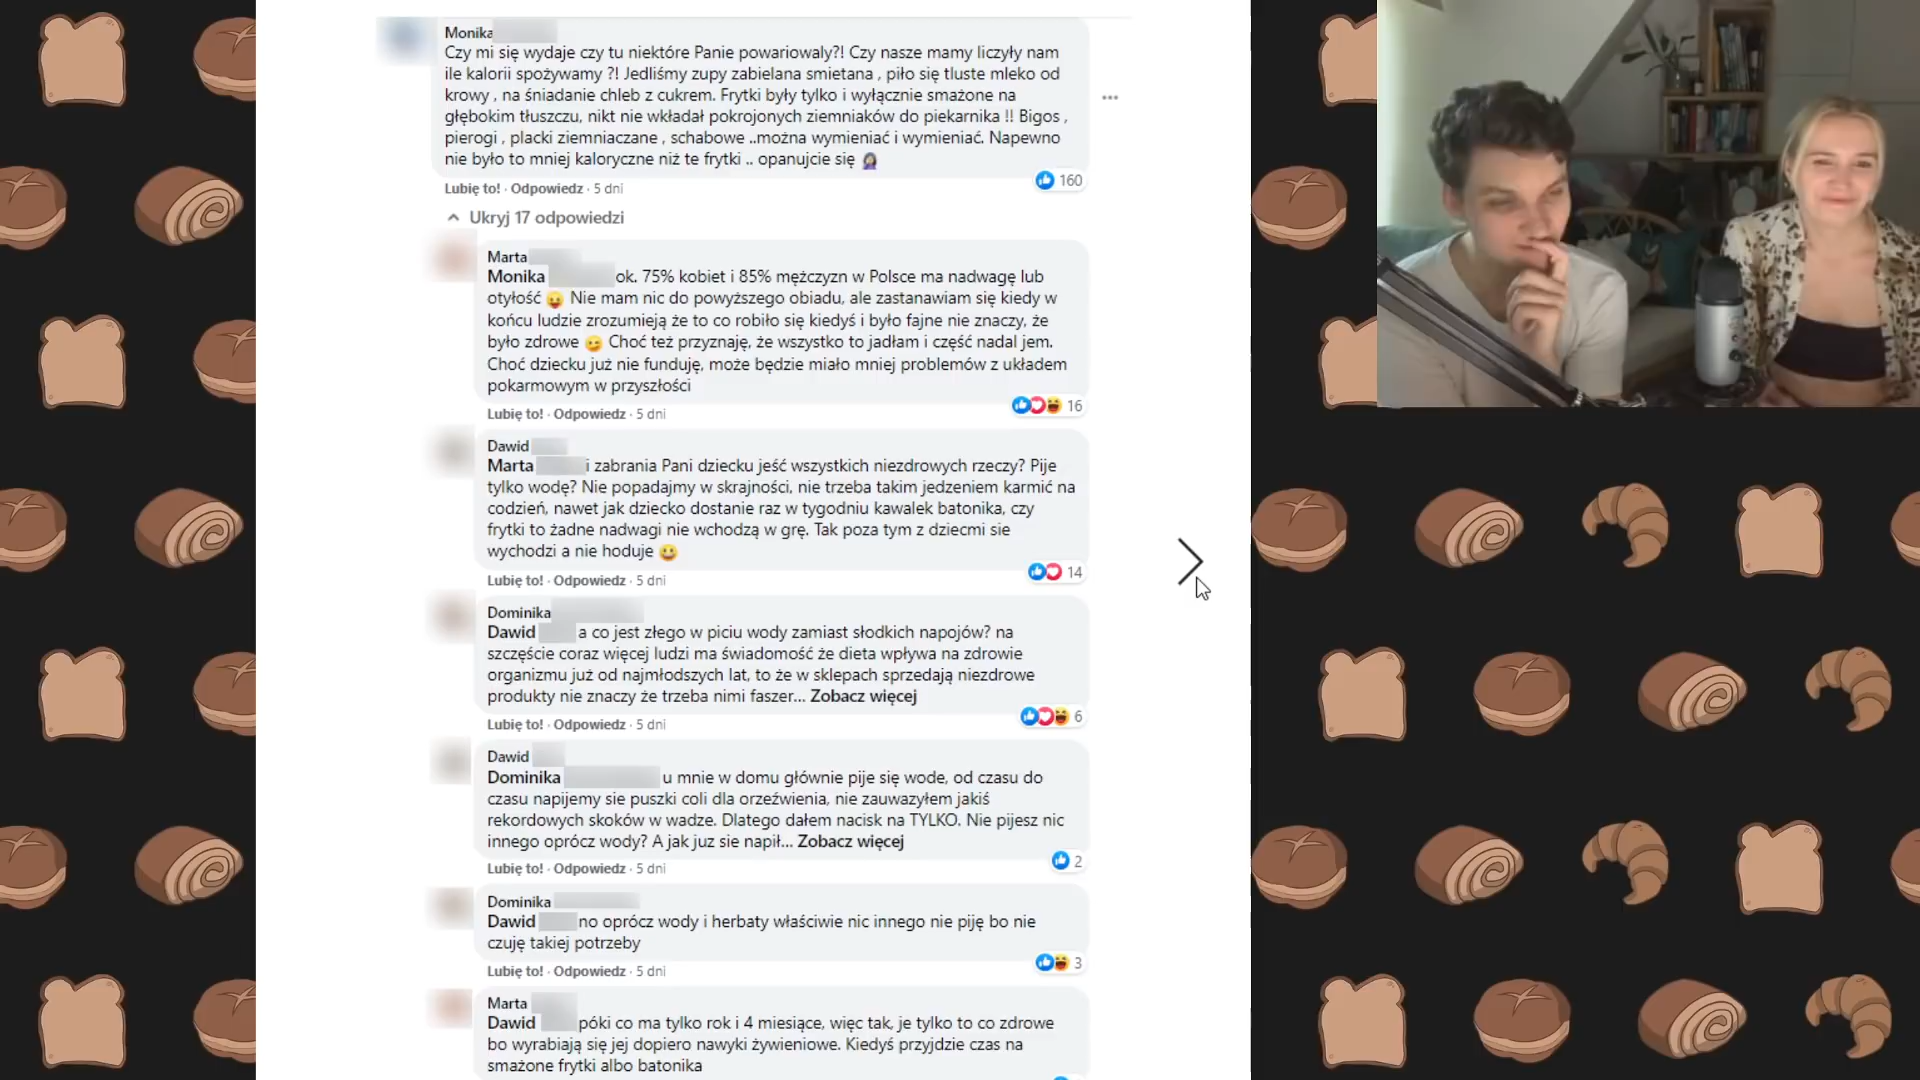 Monika
Czy mi się wydaje czy tu niektóre Panie powariowaly?! Czy nasze mamy liczyły nam
ile kalorii spożywamy ?! Jedliśmy zupy zabielana smietana , piło się tluste mleko od
krowy , na śniadanie chleb z cukrem. Frytki były tylko i wyłącznie smażone na
głębokim tłuszczu, nikt nie wkładał pokrojonych ziemniaków do piekarnika !! Bigos ,
pierogi , placki ziemniaczane , schabowe ..można wymieniać i wymieniać. Napewno
nie było to mniej kaloryczne niż te frytki .. opanujcie się 🤦🏼‍♀️
160
Lubię to! · Odpowiedz · 5 dni
Ukryj 17 odpowiedzi
Marta
Monika ok. 75% kobiet i 85% mężczyzn w Polsce ma nadwagę lub
otyłość 😛 Nie mam nic do powyższego obiadu, ale zastanawiam się kiedy w
końcu ludzie zrozumieją że to co robiło się kiedyś i było fajne nie znaczy, że
było zdrowe 😉 Choć też przyznaję, że wszystko to jadłam i część nadal jem.
Choć dziecku już nie funduję, może będzie miało mniej problemów z układem
pokarmowym w przyszłości
16
Lubię to! · Odpowiedz · 5 dni
Dawid
Marta i zabrania Pani dziecku jeść wszystkich niezdrowych rzeczy? Pije
tylko wodę? Nie popadajmy w skrajności, nie trzeba takim jedzeniem karmić na
codzień, nawet jak dziecko dostanie raz w tygodniu kawalek batonika, czy
frytki to żadne nadwagi nie wchodzą w grę. Tak poza tym z dziecmi sie
wychodzi a nie hoduje 😀
14
Lubię to! · Odpowiedz · 5 dni
Dominika
Dawid a co jest złego w piciu wody zamiast słodkich napojów? na
szczęście coraz więcej ludzi ma świadomość że dieta wpływa na zdrowie
organizmu już od najmłodszych lat, to że w sklepach sprzedają niezdrowe
produkty nie znaczy że trzeba nimi faszer... Zobacz więcej
6
Lubię to! · Odpowiedz · 5 dni
Dawid
Dominika u mnie w domu głównie pije się wode, od czasu do
czasu napijemy sie puszki coli dla orzeźwienia, nie zauwazyłem jakiś
rekordowych skoków w wadze. Dlatego dałem nacisk na TYLKO. Nie pijesz nic
innego oprócz wody? A jak juz sie napił... Zobacz więcej
2
Lubię to! · Odpowiedz · 5 dni
Dominika
Dawid no oprócz wody i herbaty właściwie nic innego nie piję bo nie
czuję takiej potrzeby
3
Lubię to! · Odpowiedz · 5 dni
Marta
Dawid póki co ma tylko rok i 4 miesiące, więc tak, je tylko to co zdrowe
bo wyrabiają się jej dopiero nawyki żywieniowe. Kiedyś przyjdzie czas na
smażone frytki albo batonika